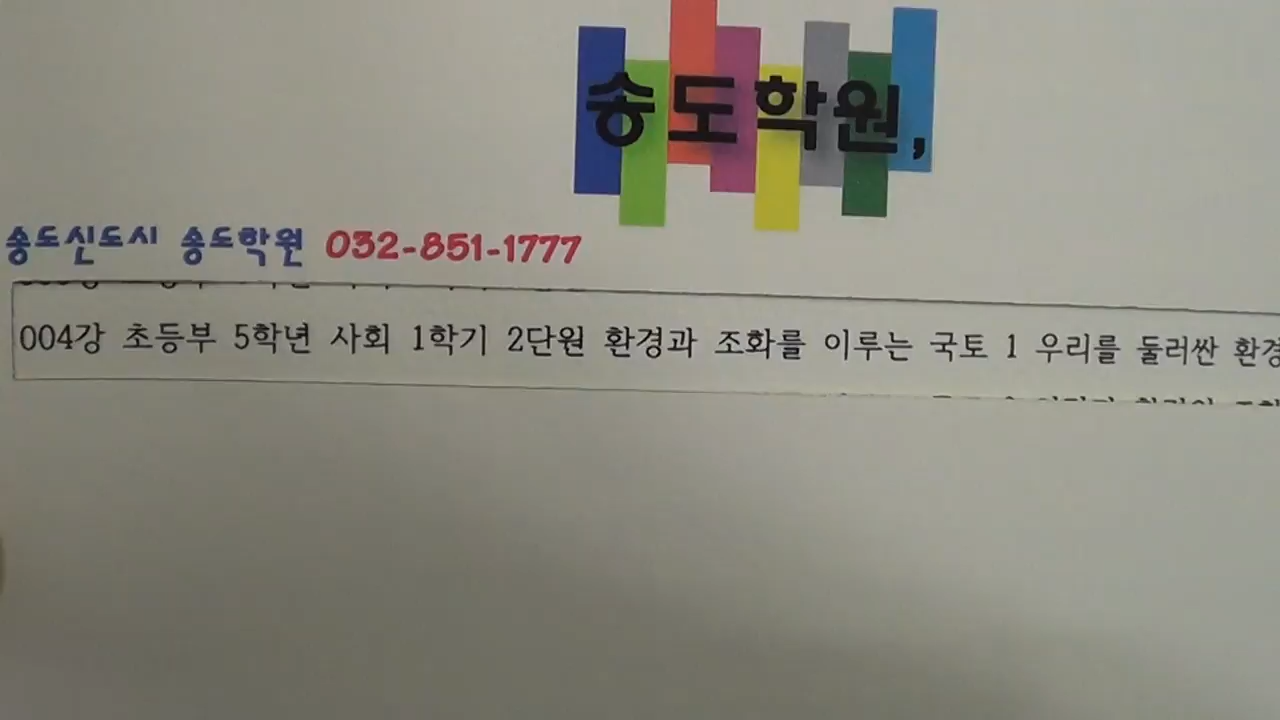 송도학원,
송도신도시 송도학원 032-851-1777
004강 초등부 5학년 사회 1학기 2단원 환경과 조화를 이루는 국토 1 우리를 둘러싼 환경